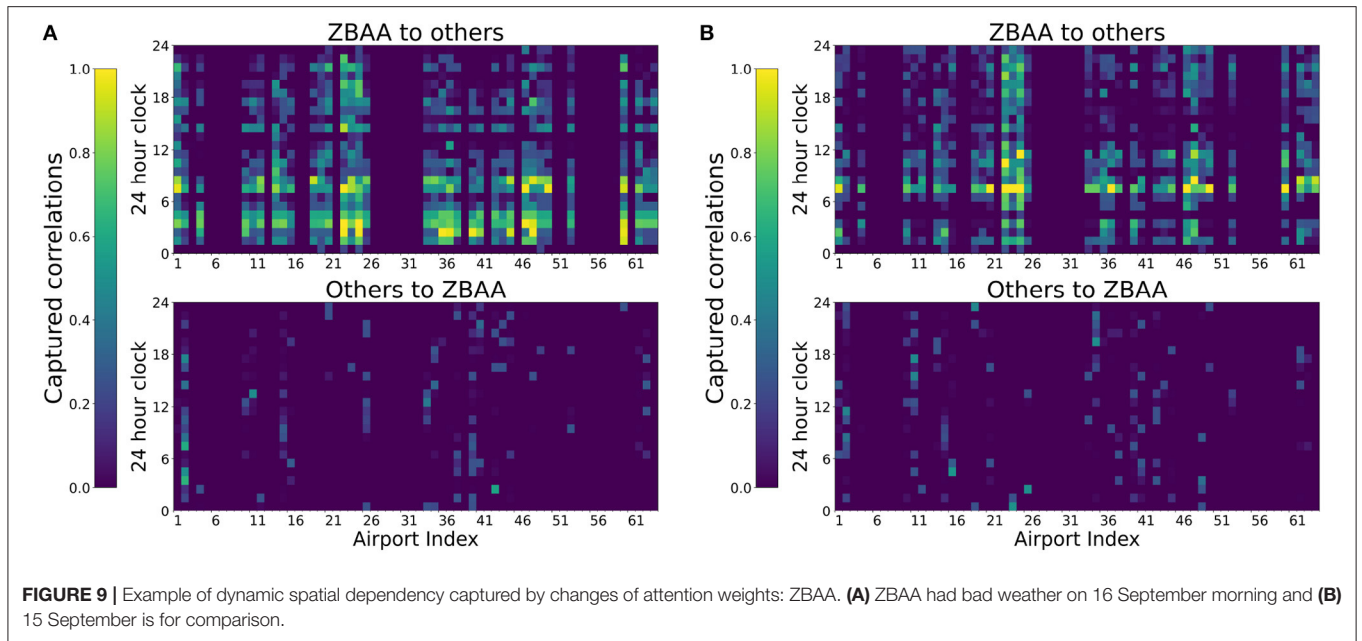 A
ZBAA to others
1.0
0.8
0.6
0.4
0.2
0.0
Captured correlations
24
18
12
6
0
24 hour clock
1 6 11 16 21 26 31 36 41 46 51 56 61
Others to ZBAA
24
18
12
6
0
24 hour clock
1 6 11 16 21 26 31 36 41 46 51 56 61
Airport Index
B
ZBAA to others
1.0
0.8
0.6
0.4
0.2
0.0
Captured correlations
24
18
12
6
0
24 hour clock
1 6 11 16 21 26 31 36 41 46 51 56 61
Others to ZBAA
24
18
12
6
0
24 hour clock
1 6 11 16 21 26 31 36 41 46 51 56 61
Airport Index
FIGURE 9 | Example of dynamic spatial dependency captured by changes of attention weights: ZBAA. (A) ZBAA had bad weather on 16 September morning and (B)
15 September is for comparison.